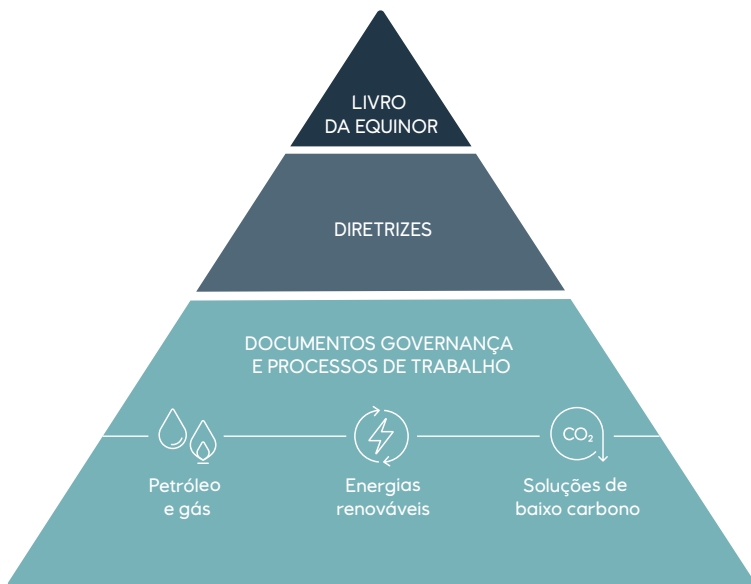 LIVRO
DA EQUINOR
DIRETRIZES
DOCUMENTOS GOVERNANÇA
E PROCESSOS DE TRABALHO
CO₂
Petróleo
e gás
Energias
renováveis
Soluções de
baixo carbono